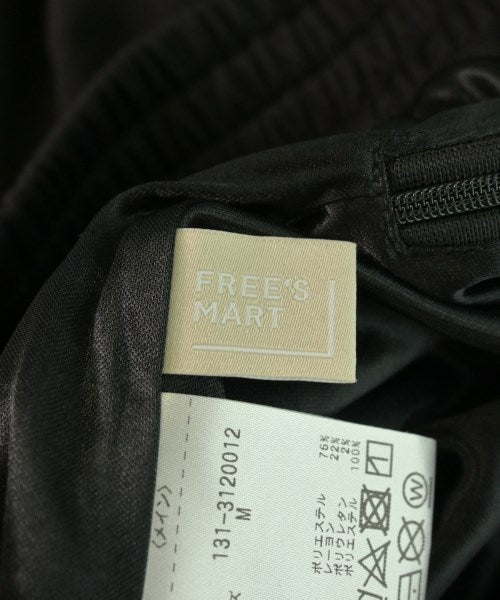 FREE'S
MART
〈メイン〉
131-3120012
M
ポリエステル 76%
レーヨン 22%
ポリウレタン 2%
ポリエステル 100%
W